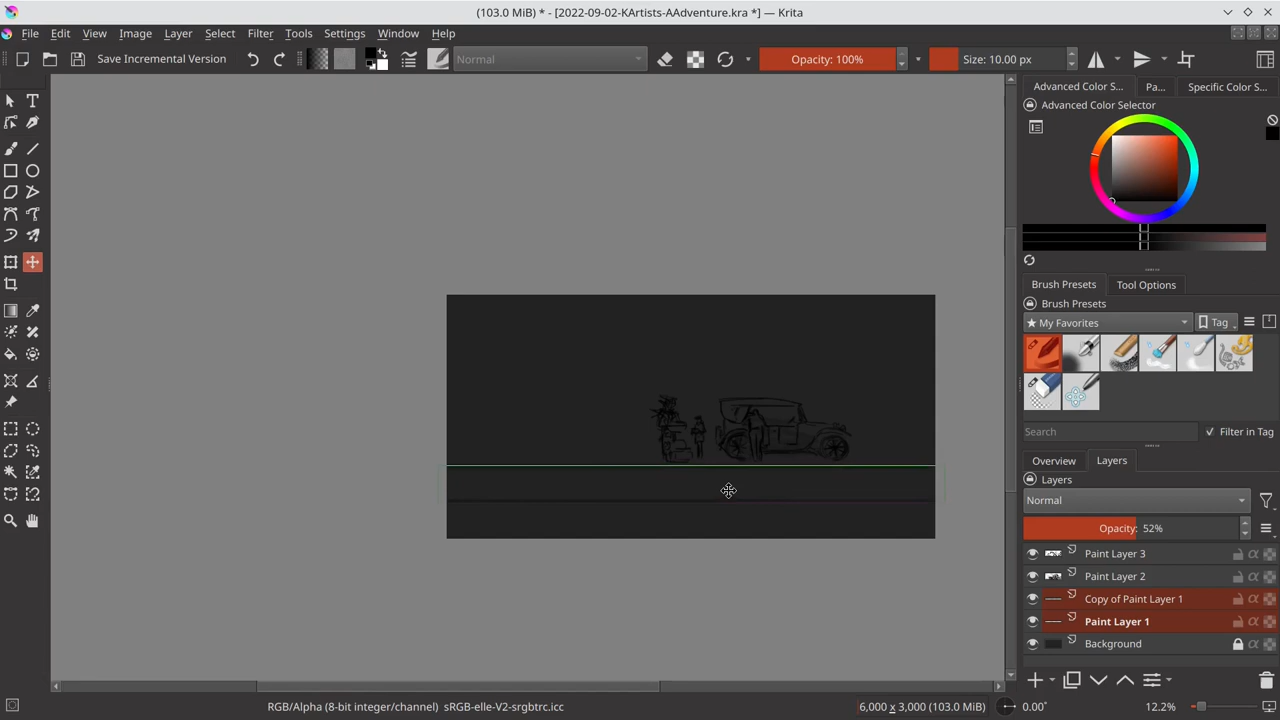 (103.0 MiB) * - [2022-09-02-KArtists-AAdventure.kra *] — Krita
File Edit View Image Layer Select Filter Tools Settings Window Help
Save Incremental Version Normal Opacity: 100% Size: 10.00 px
Advanced Color S... Pa... Specific Color S...
Advanced Color Selector
Brush Presets Tool Options
Brush Presets
★ My Favorites Tag
Search Filter in Tag
Overview Layers
Layers
Normal
Opacity: 52%
Paint Layer 3
Paint Layer 2
Copy of Paint Layer 1
Paint Layer 1
Background
RGB/Alpha (8-bit integer/channel) sRGB-elle-V2-srgbtrc.icc 6,000 x 3,000 (103.0 MiB) 0.00° 12.2%